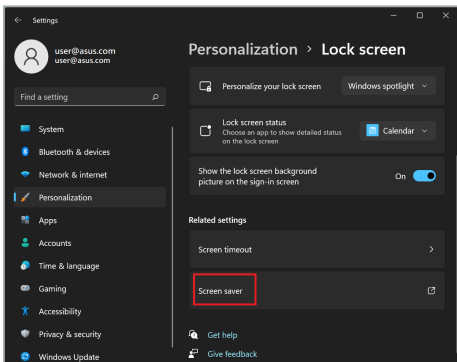 Settings
user@asus.com
user@asus.com
Find a setting
System
Bluetooth & devices
Network & internet
Personalization
Apps
Accounts
Time & language
Gaming
Accessibility
Privacy & security
Windows Update
Personalization > Lock screen
Personalize your lock screen
Windows spotlight
Lock screen status
Choose an app to show detailed status
on the lock screen
Calendar
Show the lock screen background
picture on the sign-in screen
On
Related settings
Screen timeout
Screen saver
Get help
Give feedback